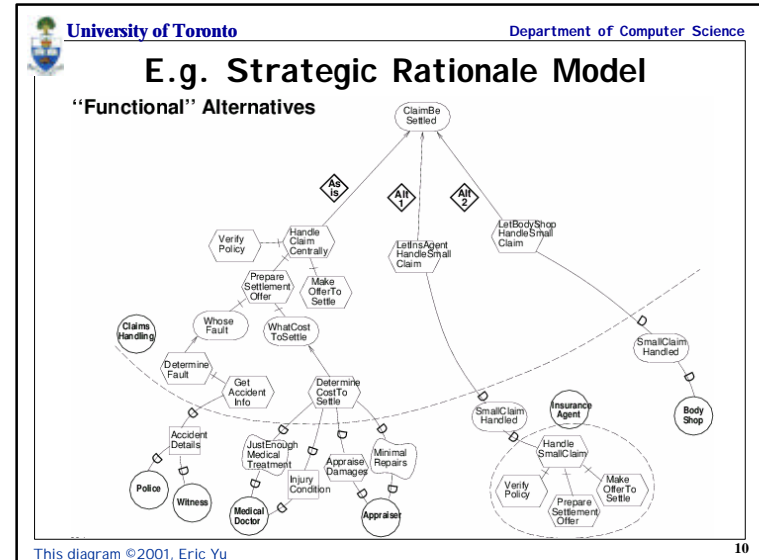 University of Toronto
Department of Computer Science
E.g. Strategic Rationale Model
“Functional” Alternatives
ClaimBe
Settled
As
is
Alt
1
Alt
2
Verify
Policy
Handle
Claim
Centrally
LetInsAgent
HandleSmall
Claim
LetBodyShop
HandleSmall
Claim
Prepare
Settlement
Offer
Make
OfferTo
Settle
Claims
Handling
Whose
Fault
WhatCost
ToSettle
SmallClaim
Handled
Determine
Fault
Get
Accident
Info
Determine
CostTo
Settle
SmallClaim
Handled
Insurance
Agent
Body
Shop
Accident
Details
JustEnough
Medical
Treatment
Injury
Condition
Appraise
Damages
Minimal
Repairs
Handle
SmallClaim
Verify
Policy
Prepare
Settlement
Offer
Make
OfferTo
Settle
Police
Witness
Medical
Doctor
Appraiser
This diagram ©2001, Eric Yu
10